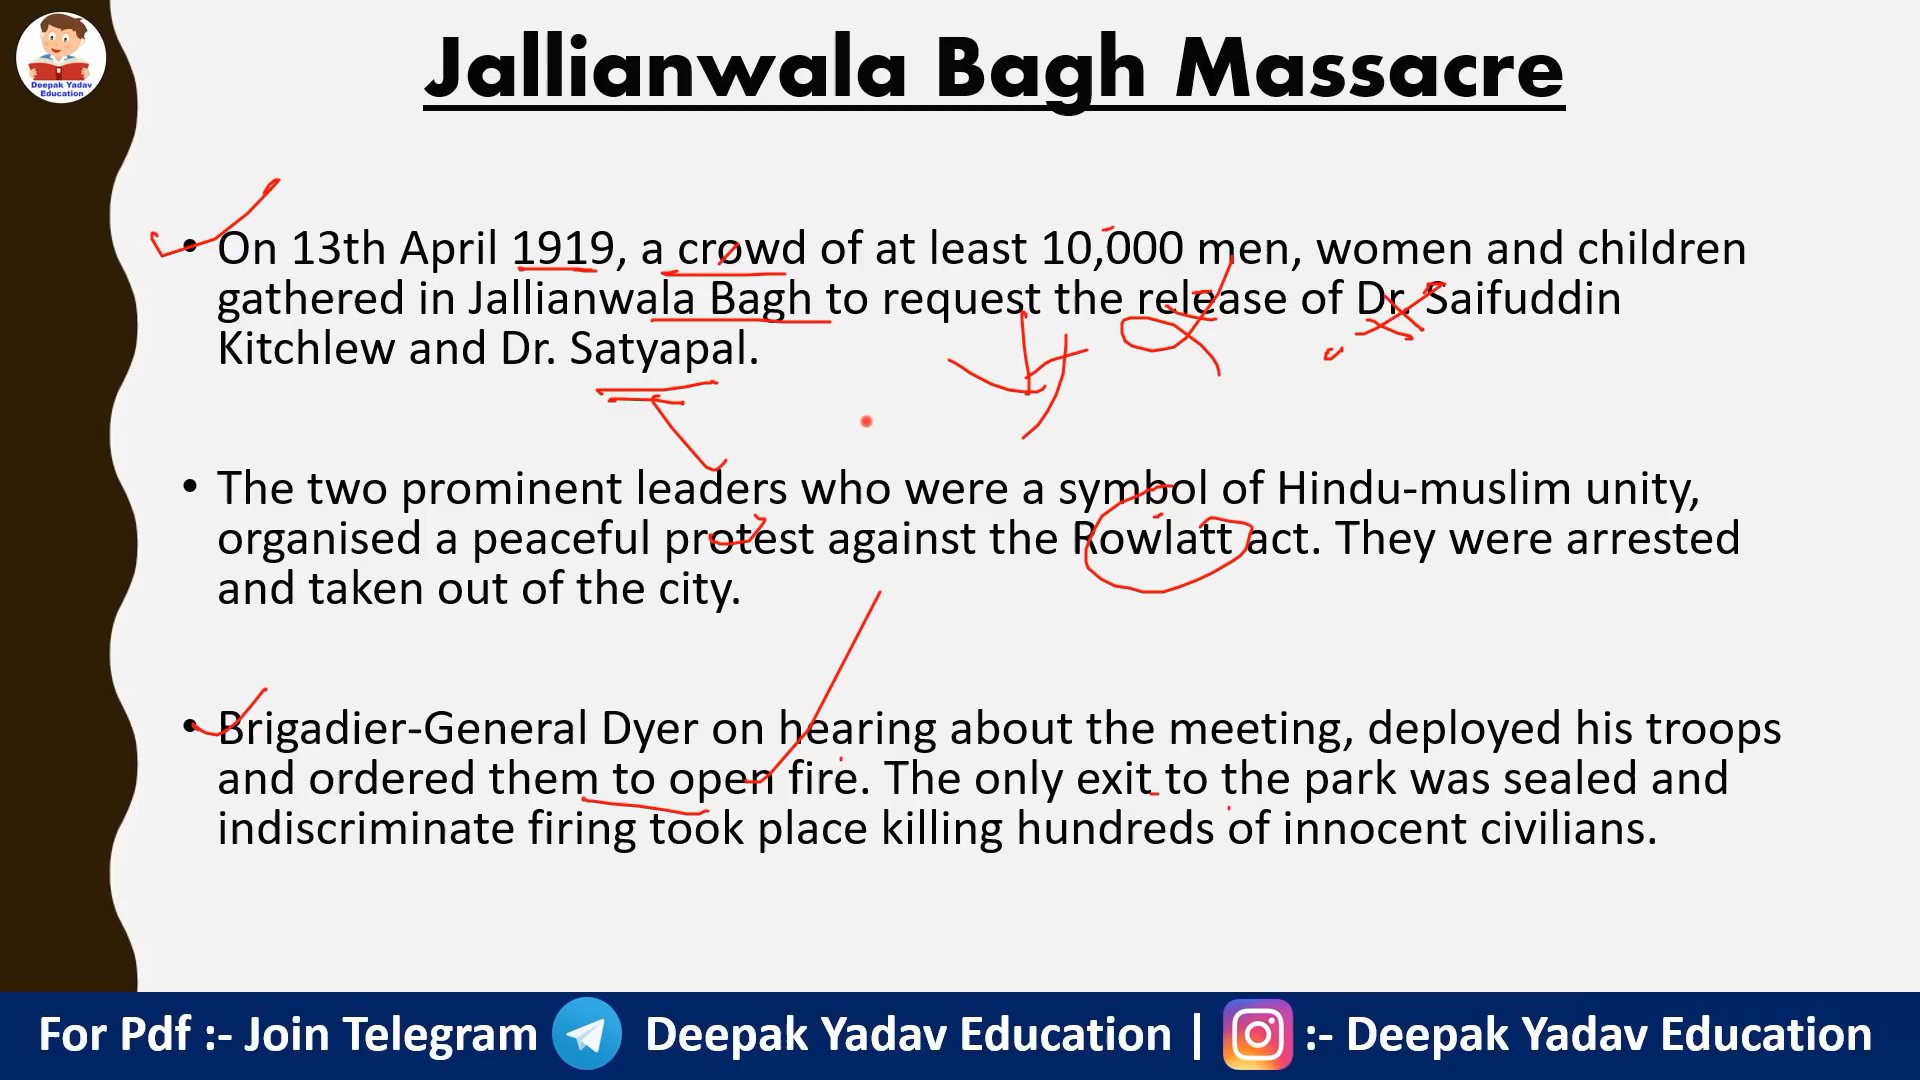 Deepak Yadav
Education
Jallianwala Bagh Massacre
• On 13th April 1919, a crowd of at least 10,000 men, women and children
gathered in Jallianwala Bagh to request the release of Dr. Saifuddin
Kitchlew and Dr. Satyapal.
• The two prominent leaders who were a symbol of Hindu-muslim unity,
organised a peaceful protest against the Rowlatt act. They were arrested
and taken out of the city.
• Brigadier-General Dyer on hearing about the meeting, deployed his troops
and ordered them to open fire. The only exit to the park was sealed and
indiscriminate firing took place killing hundreds of innocent civilians.
For Pdf :- Join Telegram Deepak Yadav Education | :- Deepak Yadav Education